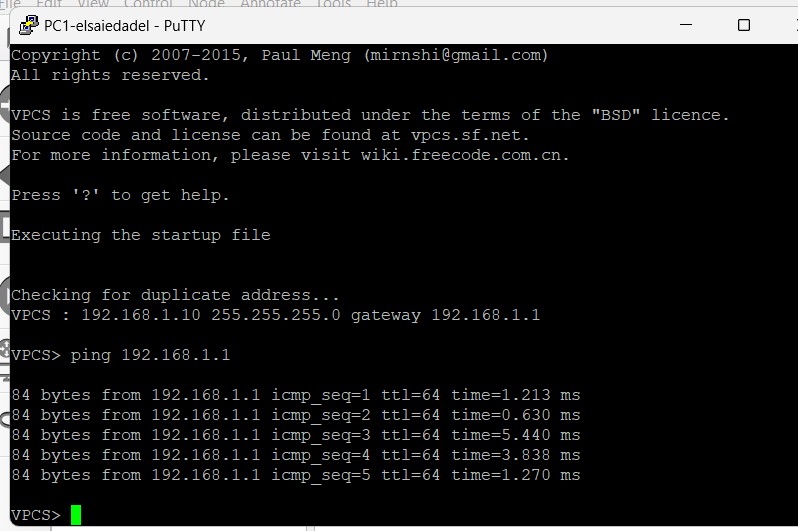 File Edit View Control Node Annotate Tools Help
PC1-elsaiedadel - PuTTY
Copyright (c) 2007-2015, Paul Meng (mirnshi@gmail.com)
All rights reserved.
VPCS is free software, distributed under the terms of the "BSD" licence.
Source code and license can be found at vpcs.sf.net.
For more information, please visit wiki.freecode.com.cn.
Press '?' to get help.
Executing the startup file
Checking for duplicate address...
VPCS : 192.168.1.10 255.255.255.0 gateway 192.168.1.1
VPCS> ping 192.168.1.1
84 bytes from 192.168.1.1 icmp_seq=1 ttl=64 time=1.213 ms
84 bytes from 192.168.1.1 icmp_seq=2 ttl=64 time=0.630 ms
84 bytes from 192.168.1.1 icmp_seq=3 ttl=64 time=5.440 ms
84 bytes from 192.168.1.1 icmp_seq=4 ttl=64 time=3.838 ms
84 bytes from 192.168.1.1 icmp_seq=5 ttl=64 time=1.270 ms
VPCS>